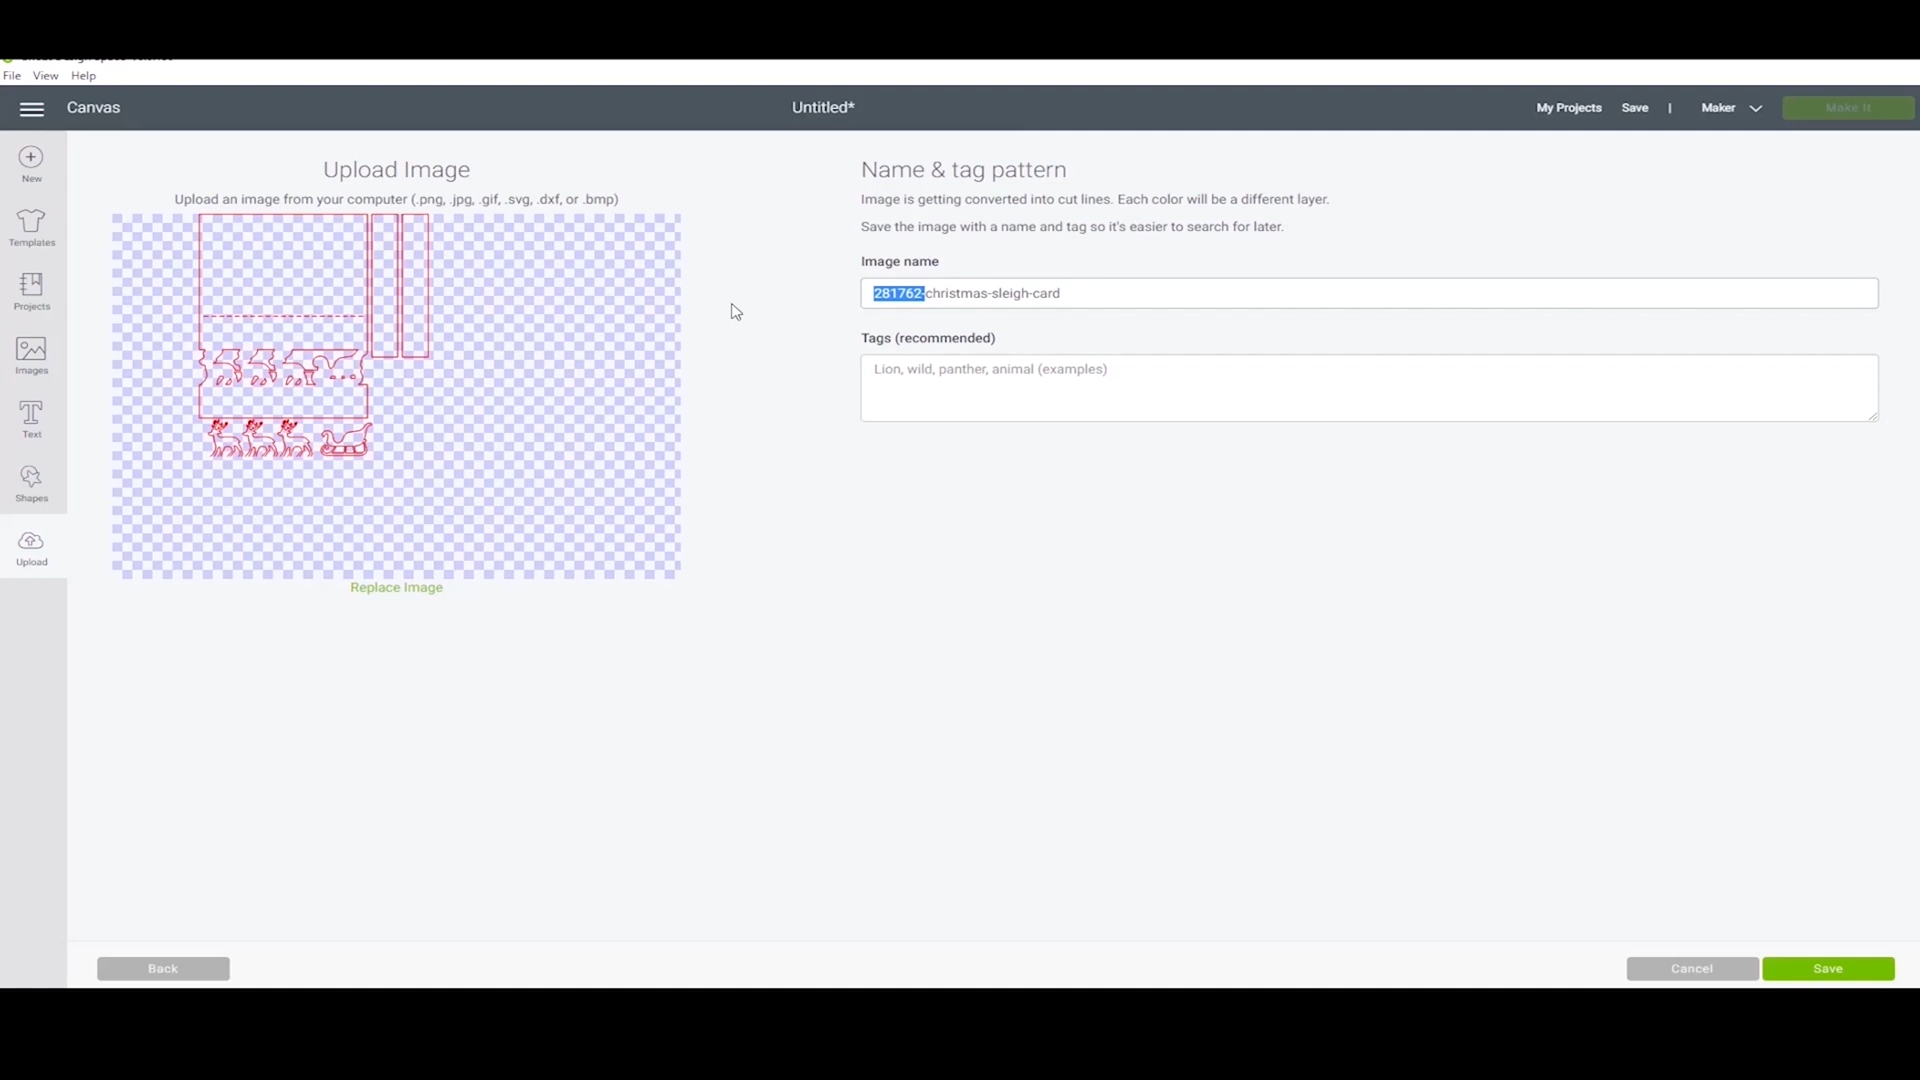 File View Help
Canvas
Untitled*
My Projects Save | Maker
Make It
New
Templates
Projects
Images
Text
Shapes
Upload
Upload Image
Upload an image from your computer (.png, .jpg, .gif, .svg, .dxf, or .bmp)
Replace Image
Name & tag pattern
Image is getting converted into cut lines. Each color will be a different layer.
Save the image with a name and tag so it's easier to search for later.
Image name
281762-christmas-sleigh-card
Tags (recommended)
Lion, wild, panther, animal (examples)
Back
Cancel
Save